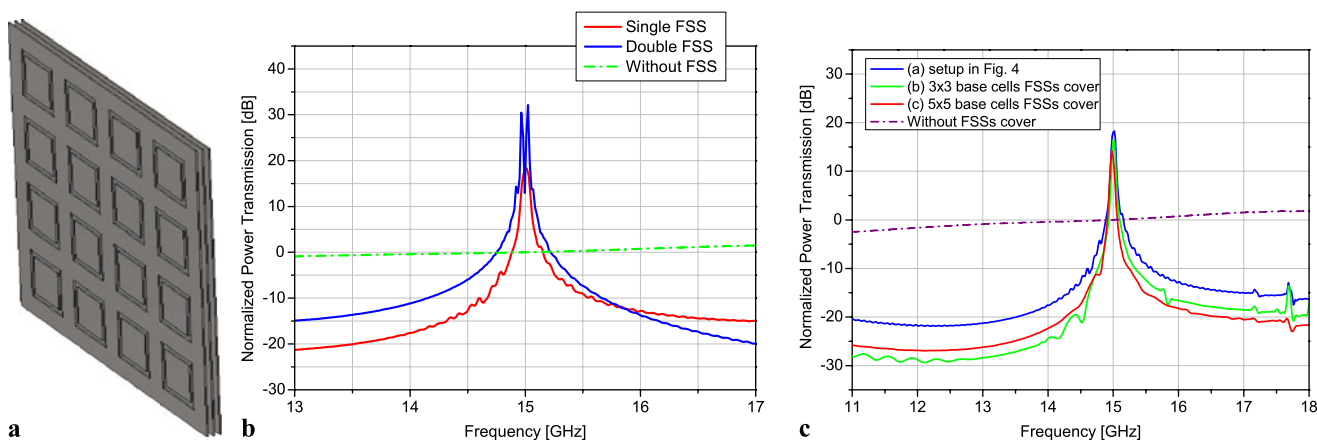 a
b
Single FSS
Double FSS
Without FSS
Normalized Power Transmission [dB]
40
30
20
10
0
-10
-20
-30
13
14
15
16
17
Frequency [GHz]
c
(a) setup in Fig. 4
(b) 3x3 base cells FSSs cover
(c) 5x5 base cells FSSs cover
Without FSSs cover
Normalized Power Transmission [dB]
30
20
10
0
-10
-20
-30
11
12
13
14
15
16
17
18
Frequency [GHz]